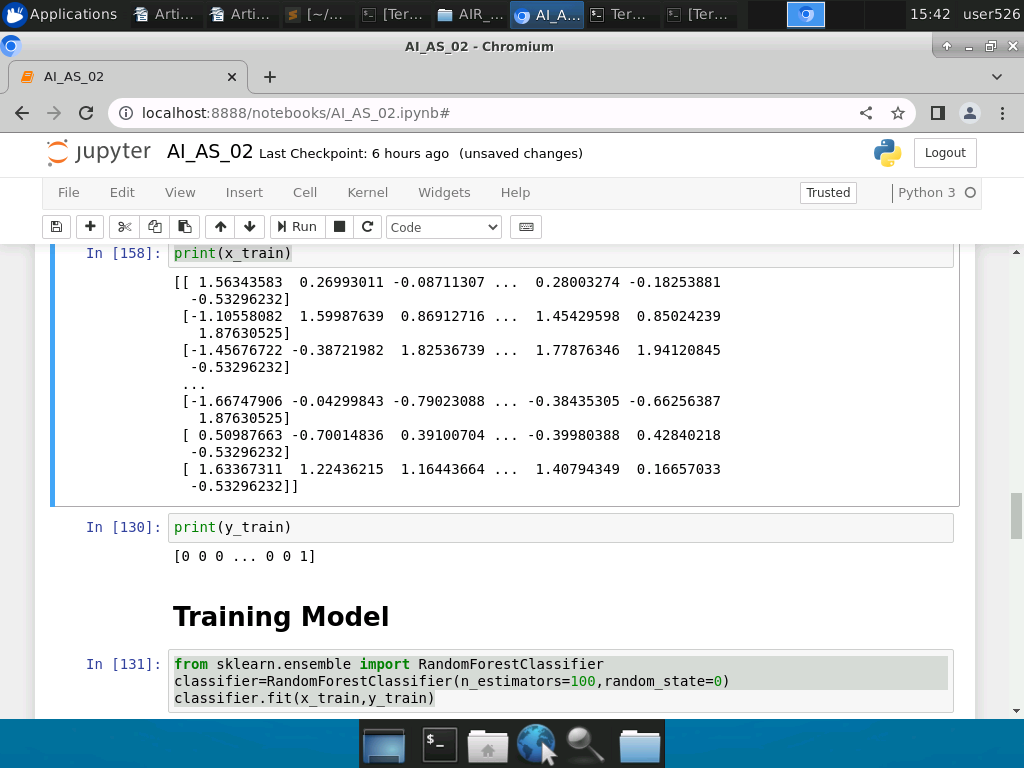 Applications Arti... Arti... [~/... [Ter... AIR_... AI_A... Ter... [Ter... 15:42 user526
AI_AS_02 - Chromium
AI_AS_02
localhost:8888/notebooks/AI_AS_02.ipynb#
jupyter AI_AS_02 Last Checkpoint: 6 hours ago (unsaved changes) Logout
File Edit View Insert Cell Kernel Widgets Help Trusted Python 3
Run Code
In [158]: print(x_train)
[[ 1.56343583  0.26993011 -0.08711307 ...  0.28003274 -0.18253881
  -0.53296232]
 [-1.10558082  1.59987639  0.86912716 ...  1.45429598  0.85024239
   1.87630525]
 [-1.45676722 -0.38721982  1.82536739 ...  1.77876346  1.94120845
  -0.53296232]
 ...
 [-1.66747906 -0.04299843 -0.79023088 ... -0.38435305 -0.66256387
   1.87630525]
 [ 0.50987663 -0.70014836  0.39100704 ... -0.39980388  0.42840218
  -0.53296232]
 [ 1.63367311  1.22436215  1.16443664 ...  1.40794349  0.16657033
  -0.53296232]]
In [130]: print(y_train)
[0 0 0 ... 0 0 1]
Training Model
In [131]: from sklearn.ensemble import RandomForestClassifier
classifier=RandomForestClassifier(n_estimators=100,random_state=0)
classifier.fit(x_train,y_train)
$_